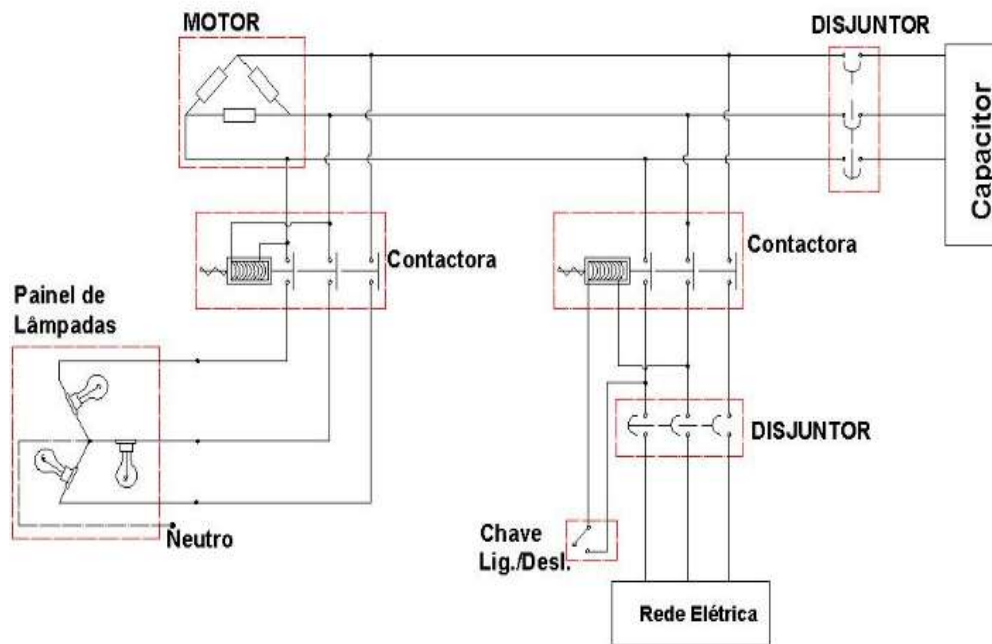 MOTOR
DISJUNTOR
Capacitor
Contactora
Contactora
Painel de
Lâmpadas
DISJUNTOR
Neutro
Chave
Lig./Desl.
Rede Elétrica